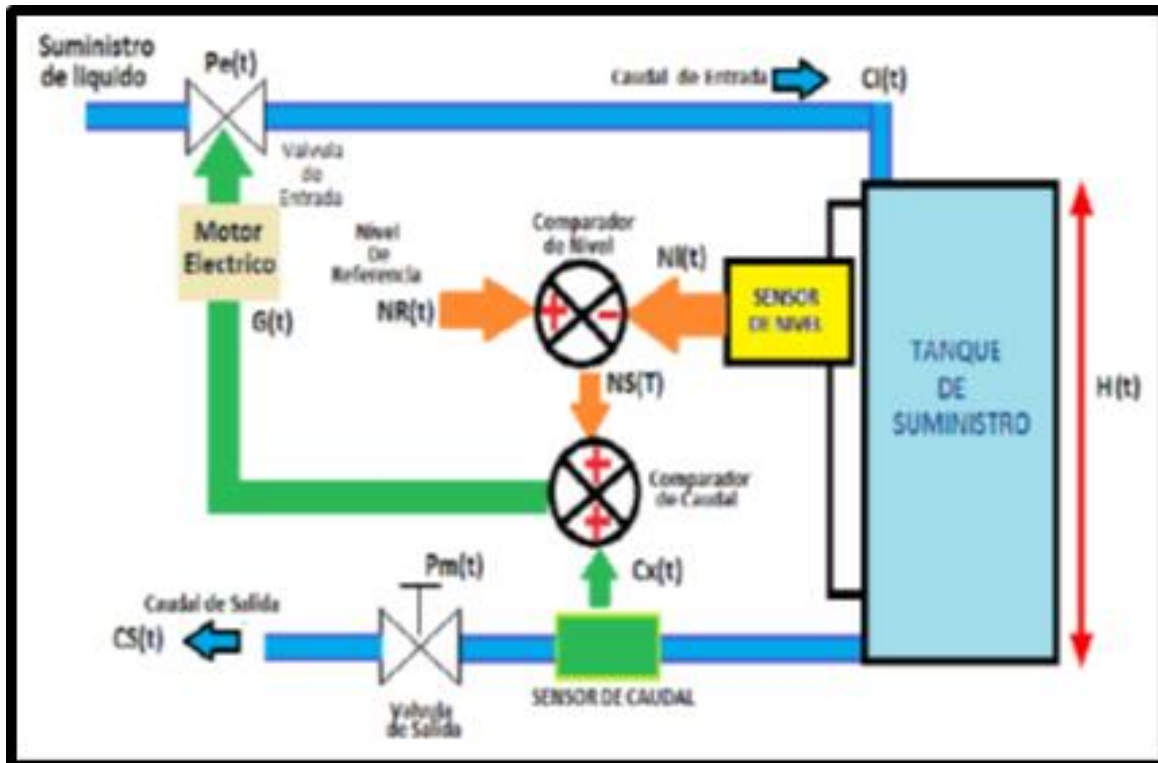 Suministro
de liquido
Pe(t)
Caudal de Entrada
CI(t)
Valvula
de
Entrada
Motor
Electrico
Nivel
De
Referencia
Comparador
de Nivel
NI(t)
SENSOR
DE NIVEL
G(t)
NR(t)
+
-
TANQUE
DE
SUMINISTRO
H(t)
NS(T)
+
+
Comparador
de Caudal
Pm(t)
Cx(t)
Caudal de Salida
CS(t)
SENSOR DE CAUDAL
Valvula
de Salida